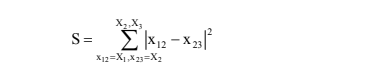 X₂,X₃
S = ∑ |x₁₂ − x₂₃|²
x₁₂=X₁,x₂₃=X₂